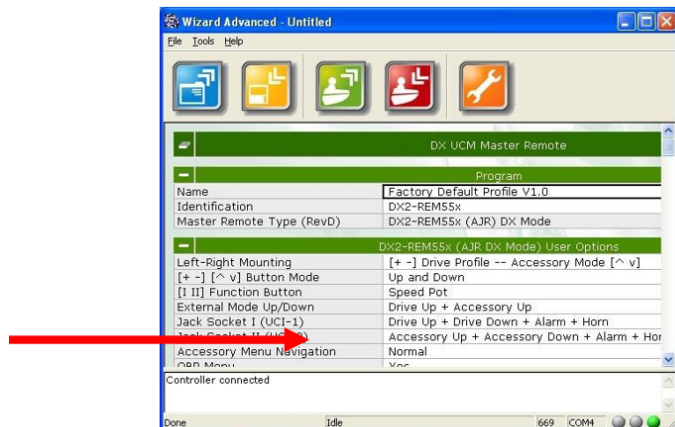 Wizard Advanced - Untitled
File Tools Help
DX UCM Master Remote
Program
Name Factory Default Profile V1.0
Identification DX2-REM55x
Master Remote Type (RevD) DX2-REM55x (AJR) DX Mode
DX2-REM55x (AJR DX Mode) User Options
Left-Right Mounting [+ -] Drive Profile -- Accessory Mode [^ v]
[+ -] [^ v] Button Mode Up and Down
[I II] Function Button Speed Pot
External Mode Up/Down Drive Up + Accessory Up
Jack Socket I (UCI-1) Drive Up + Drive Down + Alarm + Horn
Jack Socket II Accessory Up + Accessory Down + Alarm + Hor
Accessory Menu Navigation Normal
OBP Menu Yes
Controller connected
Done Idle 669 COM4